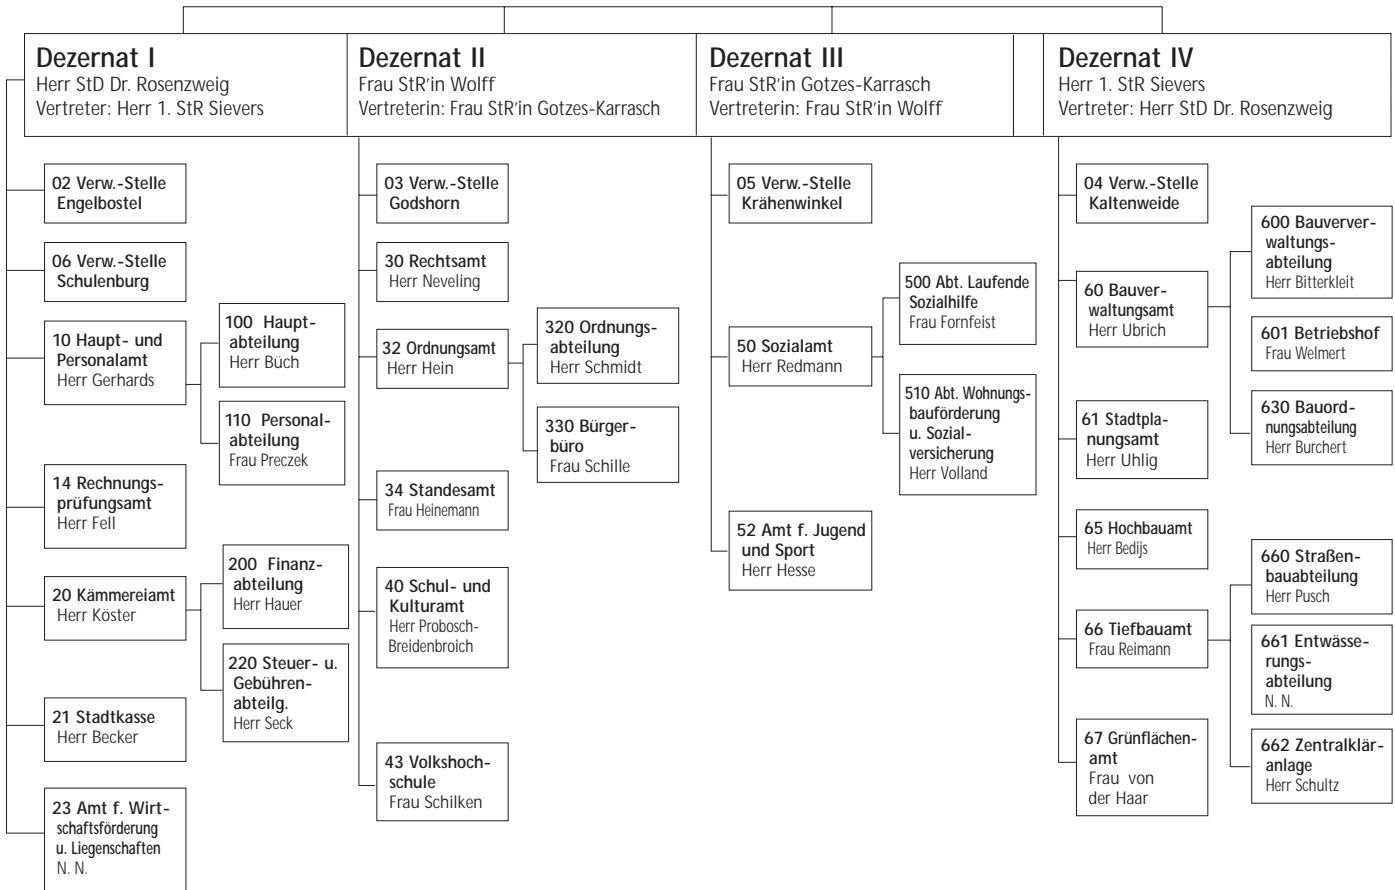 Dezernat I
Herr StD Dr. Rosenzweig
Vertreter: Herr 1. StR Sievers
02 Verw.-Stelle
Engelbostel
06 Verw.-Stelle
Schulenburg
10 Haupt- und
Personalamt
Herr Gerhards
100 Haupt-
abteilung
Herr Büch
110 Personal-
abteilung
Frau Preczek
14 Rechnungs-
prüfungsamt
Herr Fell
20 Kämmereiamt
Herr Köster
200 Finanz-
abteilung
Herr Hauer
220 Steuer- u.
Gebühren-
abteilg.
Herr Seck
21 Stadtkasse
Herr Becker
23 Amt f. Wirt-
schaftsförderung
u. Liegenschaften
N. N.
Dezernat II
Frau StR'in Wolff
Vertreterin: Frau StR'in Gotzes-Karrasch
03 Verw.-Stelle
Godshorn
30 Rechtsamt
Herr Neveling
32 Ordnungsamt
Herr Hein
320 Ordnungs-
abteilung
Herr Schmidt
330 Bürger-
büro
Frau Schille
34 Standesamt
Frau Heinemann
40 Schul- und
Kulturamt
Herr Probosch-
Breidenbroich
43 Volkshoch-
schule
Frau Schilken
Dezernat III
Frau StR'in Gotzes-Karrasch
Vertreterin: Frau StR'in Wolff
05 Verw.-Stelle
Krähenwinkel
50 Sozialamt
Herr Redmann
500 Abt. Laufende
Sozialhilfe
Frau Fornfeist
510 Abt. Wohnungs-
bauförderung
u. Sozial-
versicherung
Herr Volland
52 Amt f. Jugend
und Sport
Herr Hesse
Dezernat IV
Herr 1. StR Sievers
Vertreter: Herr StD Dr. Rosenzweig
04 Verw.-Stelle
Kaltenweide
60 Bauver-
waltungsamt
Herr Ubrich
600 Bauverver-
waltungs-
abteilung
Herr Bitterkleit
601 Betriebshof
Frau Welmert
630 Bauord-
nungsabteilung
Herr Burchert
61 Stadtpla-
nungsamt
Herr Uhlig
65 Hochbauamt
Herr Bedijs
66 Tiefbauamt
Frau Reimann
660 Straßen-
bauabteilung
Herr Pusch
661 Entwässe-
rungs-
abteilung
N. N.
662 Zentralklär-
anlage
Herr Schultz
67 Grünflächen-
amt
Frau von
der Haar